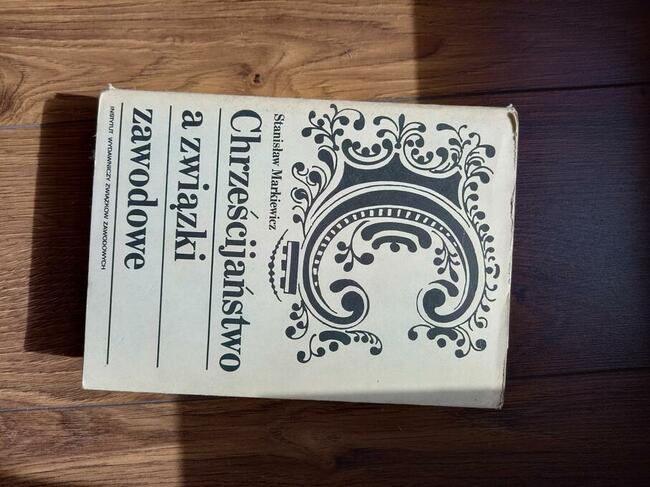 Stanisław Markiewicz
Chrześcijaństwo
a związki
zawodowe
INSTYTUT WYDAWNICZY ZWIĄZKÓW ZAWODOWYCH